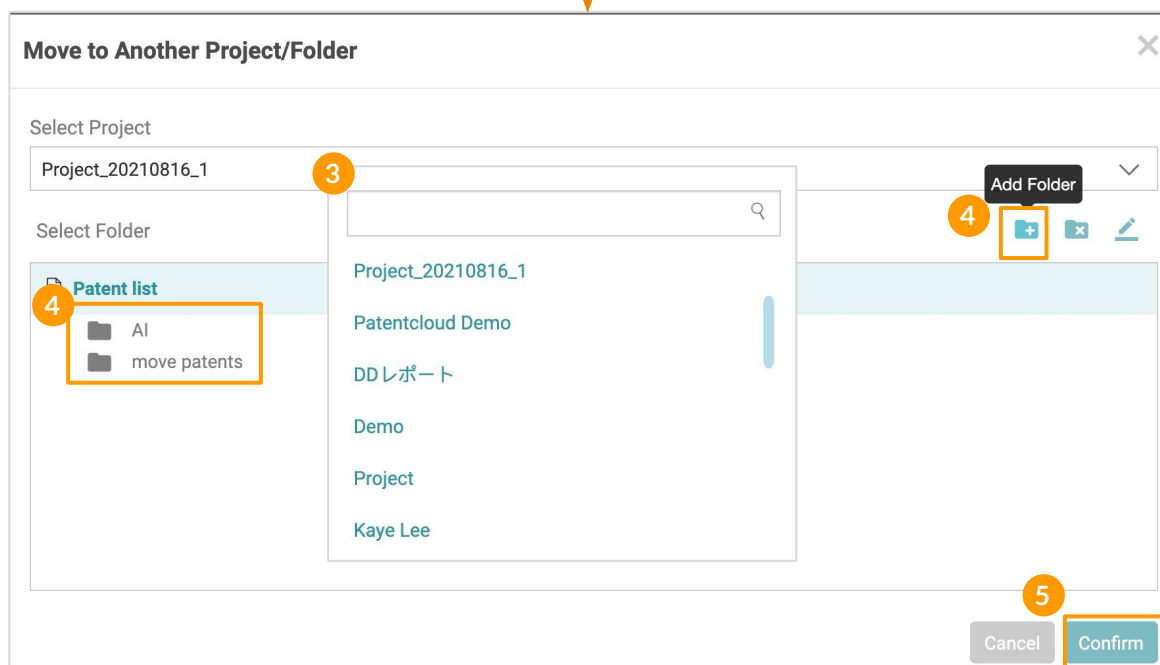 Move to Another Project/Folder
Select Project
Project_20210816_1
3
Add Folder
4
Select Folder
Patent list
4
AI
move patents
Project_20210816_1
Patentcloud Demo
DDレポート
Demo
Project
Kaye Lee
5
Cancel
Confirm